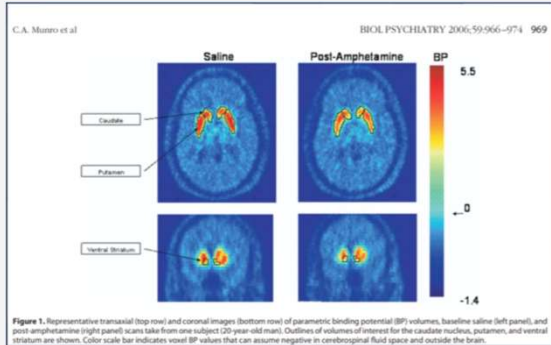 C.A. Munro et al
BIOL PSYCHIATRY 2006;59:966–974 969
Saline
Post-Amphetamine
BP
5.5
Caudate
Putamen
0
Ventral Striatum
-1.4
Figure 1. Representative transaxial (top row) and coronal images (bottom row) of parametric binding potential (BP) volumes, baseline saline (left panel), and
post-amphetamine (right panel) scans take from one subject (20-year-old man). Outlines of volumes of interest for the caudate nucleus, putamen, and ventral
striatum are shown. Color scale bar indicates voxel BP values that can assume negative in cerebrospinal fluid space and outside the brain.